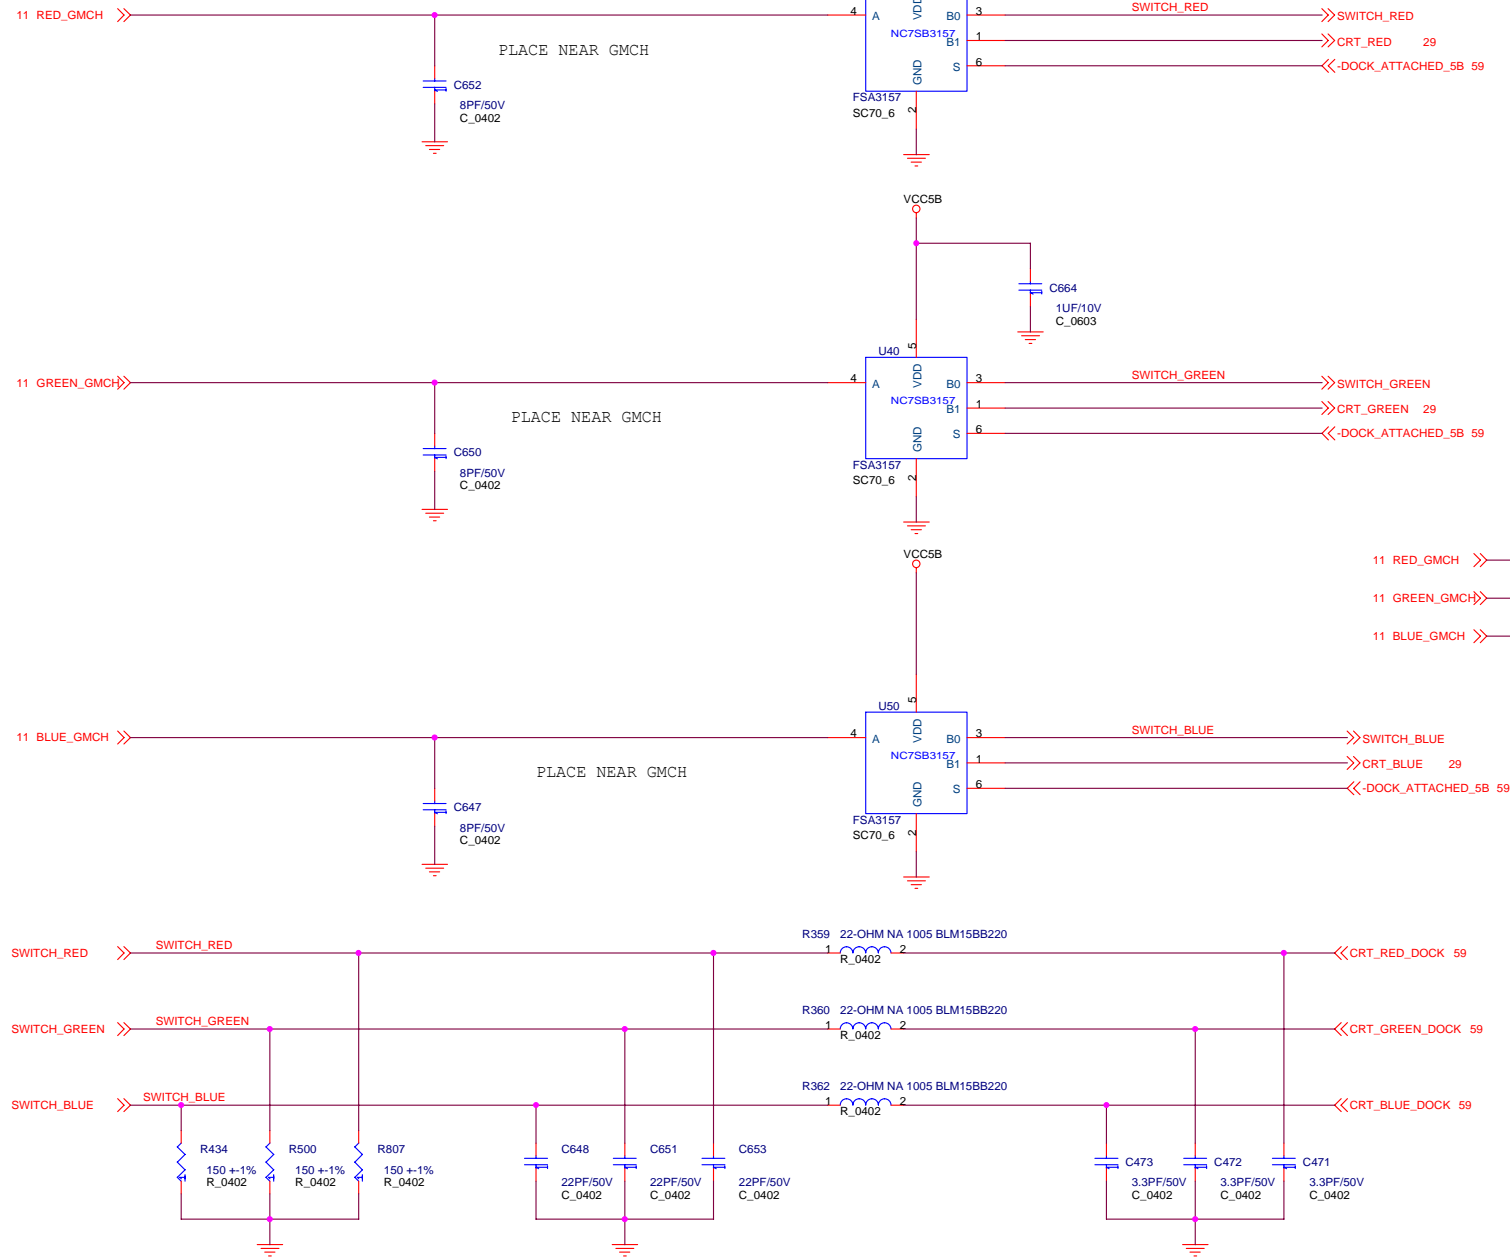 11 RED_GMCH
PLACE NEAR GMCH
C652
8PF/50V
C_0402
4 A VDD B0 3
NC7SB3157
B1 1
GND S 6
FSA3157
SC70_6 2
SWITCH_RED
SWITCH_RED
CRT_RED 29
-DOCK_ATTACHED_5B 59
VCC5B
C664
1UF/10V
C_0603
11 GREEN_GMCH
PLACE NEAR GMCH
C650
8PF/50V
C_0402
U40 5
4 A VDD B0 3
NC7SB3157
B1 1
GND S 6
FSA3157
SC70_6 2
SWITCH_GREEN
SWITCH_GREEN
CRT_GREEN 29
-DOCK_ATTACHED_5B 59
VCC5B
11 RED_GMCH
11 GREEN_GMCH
11 BLUE_GMCH
11 BLUE_GMCH
PLACE NEAR GMCH
C647
8PF/50V
C_0402
U50 5
4 A VDD B0 3
NC7SB3157
B1 1
GND S 6
FSA3157
SC70_6 2
SWITCH_BLUE
SWITCH_BLUE
CRT_BLUE 29
-DOCK_ATTACHED_5B 59
SWITCH_RED SWITCH_RED
R359 22-OHM NA 1005 BLM15BB220
1 2
R_0402
CRT_RED_DOCK 59
SWITCH_GREEN SWITCH_GREEN
R360 22-OHM NA 1005 BLM15BB220
1 2
R_0402
CRT_GREEN_DOCK 59
SWITCH_BLUE SWITCH_BLUE
R362 22-OHM NA 1005 BLM15BB220
1 2
R_0402
CRT_BLUE_DOCK 59
R434
150 +-1%
R_0402
R500
150 +-1%
R_0402
R807
150 +-1%
R_0402
C648
22PF/50V
C_0402
C651
22PF/50V
C_0402
C653
22PF/50V
C_0402
C473
3.3PF/50V
C_0402
C472
3.3PF/50V
C_0402
C471
3.3PF/50V
C_0402